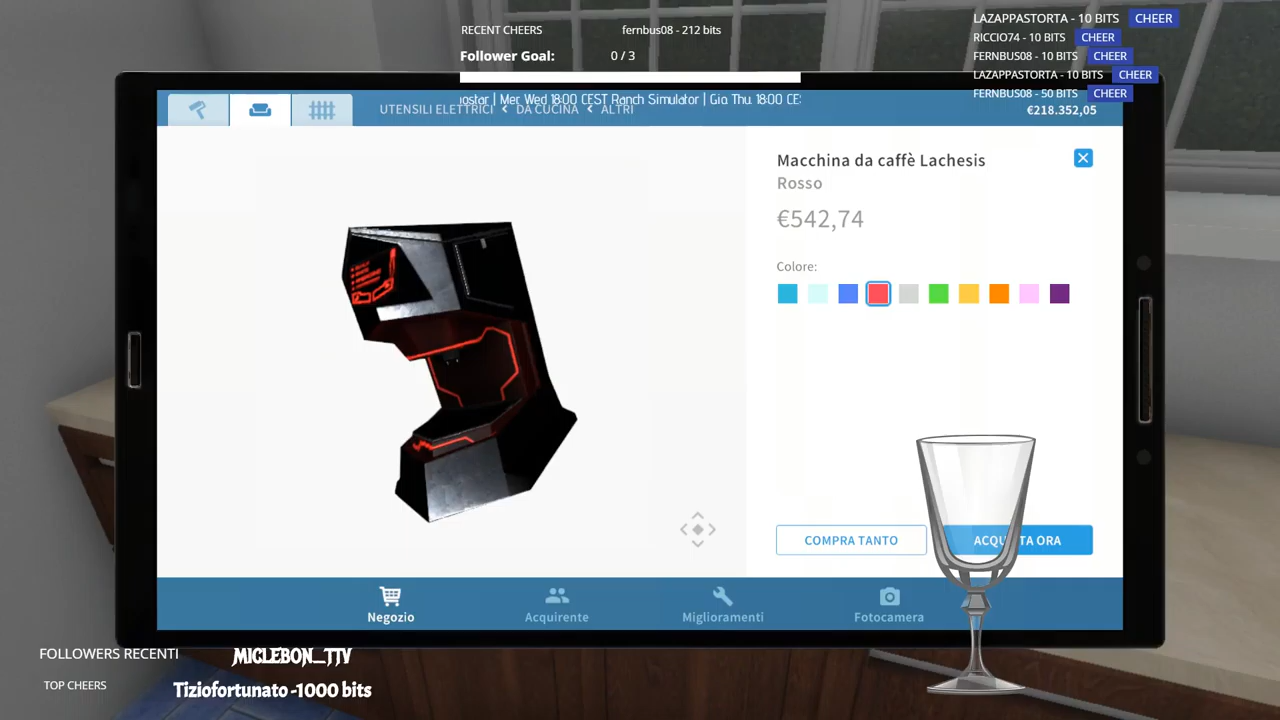 RECENT CHEERS
fernbus08 - 212 bits
Follower Goal:
0 / 3
LAZAPPASTORTA - 10 BITS CHEER
RICCIO74 - 10 BITS CHEER
FERNBUS08 - 10 BITS CHEER
LAZAPPASTORTA - 10 BITS CHEER
FERNBUS08 - 50 BITS CHEER
| Mer Wed 18:00 CEST Ranch Simulator | Gio Thu. 18:00
UTENSILI ELETTRICI < DA CUCINA < ALTRI
€218.352,05
Macchina da caffè Lachesis
Rosso
€542,74
Colore:
COMPRA TANTO
ACQUISTA ORA
Negozio
Acquirente
Miglioramenti
Fotocamera
FOLLOWERS RECENTI
MICLEBON_TTV
TOP CHEERS
Tiziofortunato -1000 bits